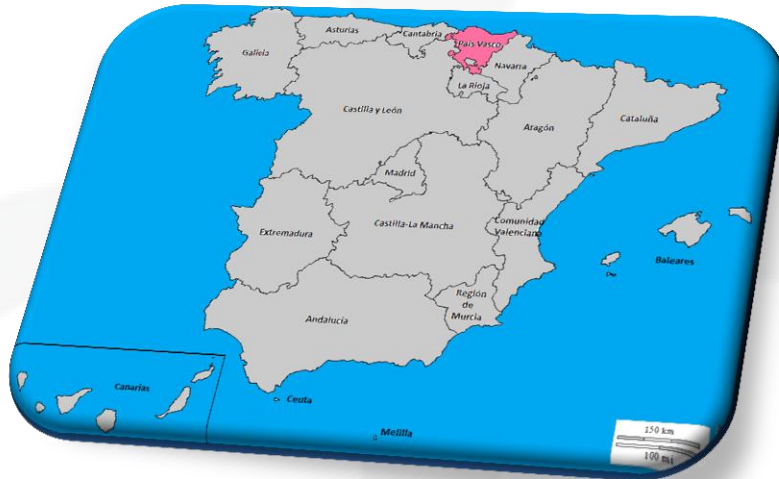 Asturias
Cantabria
País Vasco
Galicia
Navarra
La Rioja
Castilla y León
Aragón
Cataluña
Madrid
Castilla-La Mancha
Comunidad
Valenciana
Extremadura
Baleares
Región
de
Murcia
Andalucía
Canarias
Ceuta
Melilla
150 km
100 mi